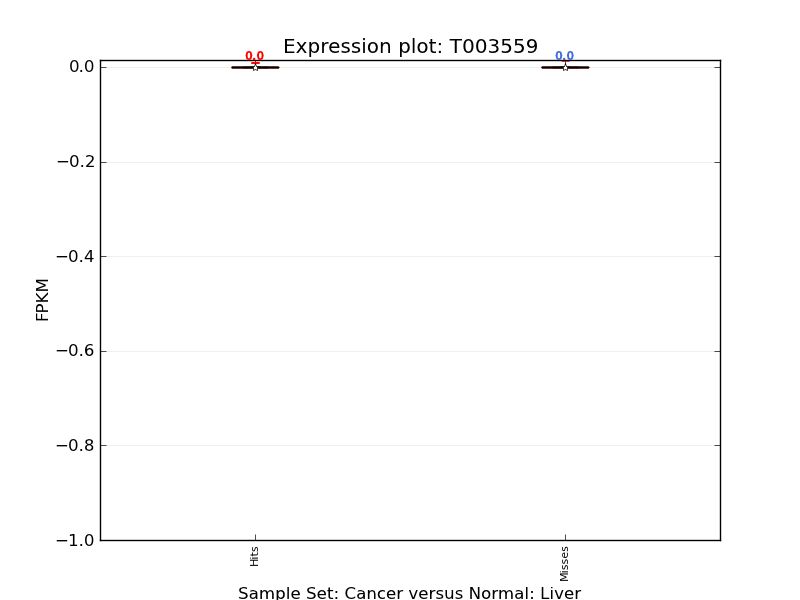 Expression plot: T003559
0.0 0.0
0.0
−0.2
−0.4
−0.6
−0.8
−1.0
FPKM
Hits
Misses
Sample Set: Cancer versus Normal: Liver